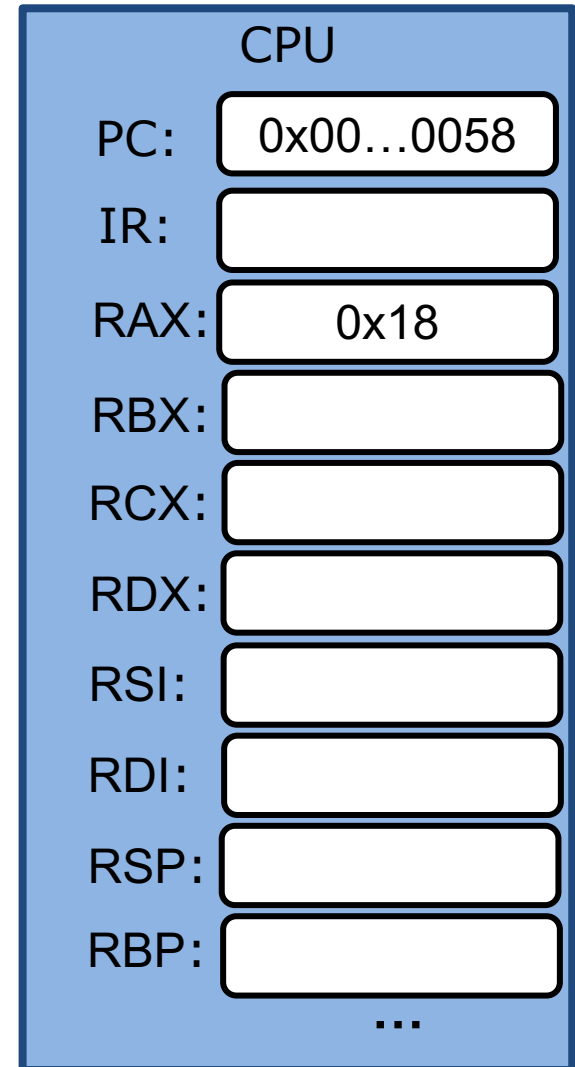 CPU
PC: 0x00…0058
IR:
RAX: 0x18
RBX:
RCX:
RDX:
RSI:
RDI:
RSP:
RBP:
…